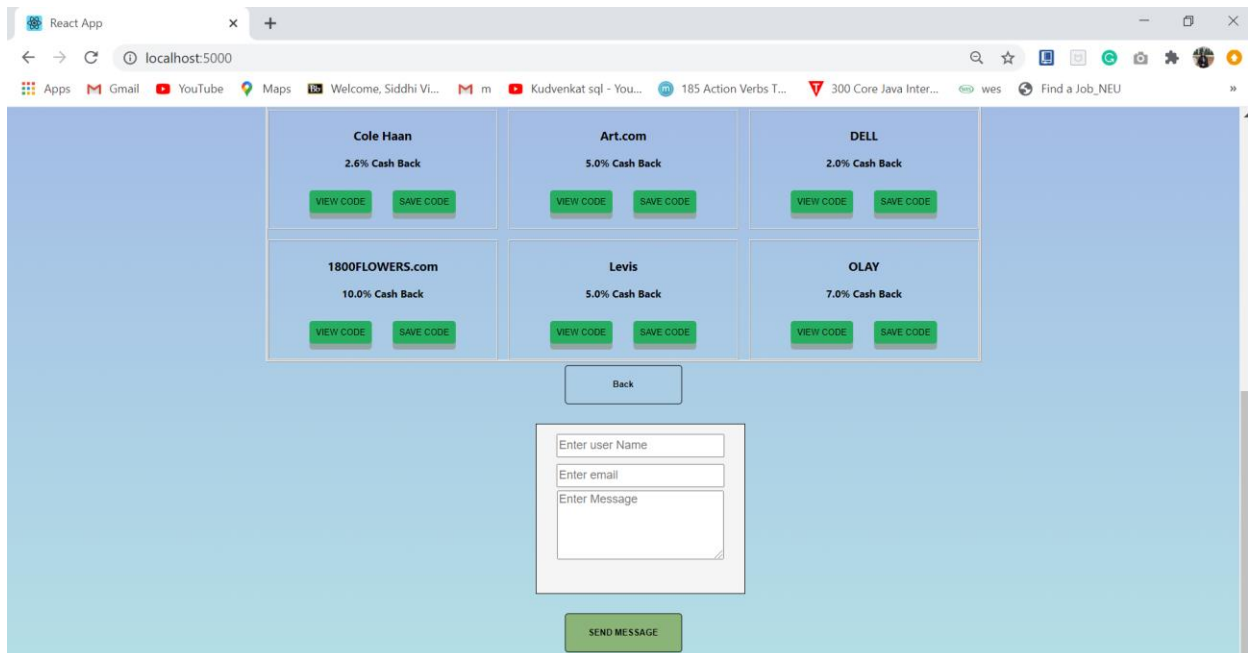 React App
localhost:5000
Apps Gmail YouTube Maps Welcome, Siddhi Vi... m Kudvenkat sql - You... 185 Action Verbs T... 300 Core Java Inter... wes Find a Job_NEU »
Cole Haan Art.com DELL
2.6% Cash Back 5.0% Cash Back 2.0% Cash Back
VIEW CODE SAVE CODE VIEW CODE SAVE CODE VIEW CODE SAVE CODE
1800FLOWERS.com Levis OLAY
10.0% Cash Back 5.0% Cash Back 7.0% Cash Back
VIEW CODE SAVE CODE VIEW CODE SAVE CODE VIEW CODE SAVE CODE
Back
Enter user Name
Enter email
Enter Message
SEND MESSAGE